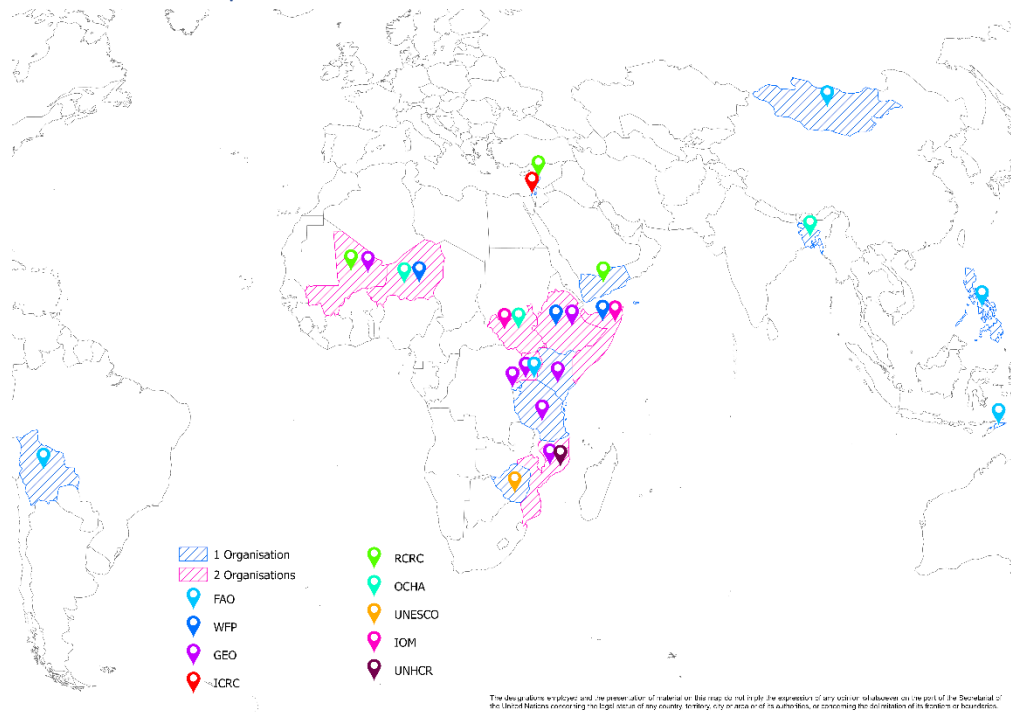 1 Organisation
2 Organisations
FAO
WFP
GEO
ICRC
RCRC
OCHA
UNESCO
IOM
UNHCR
The designations employed and the presentation of material on this map do not imply the expression of any opinion whatsoever on the part of the Secretariat of
the United Nations concerning the legal status of any country, territory, city or area or of its authorities, or concerning the delimitation of its frontiers or boundaries.